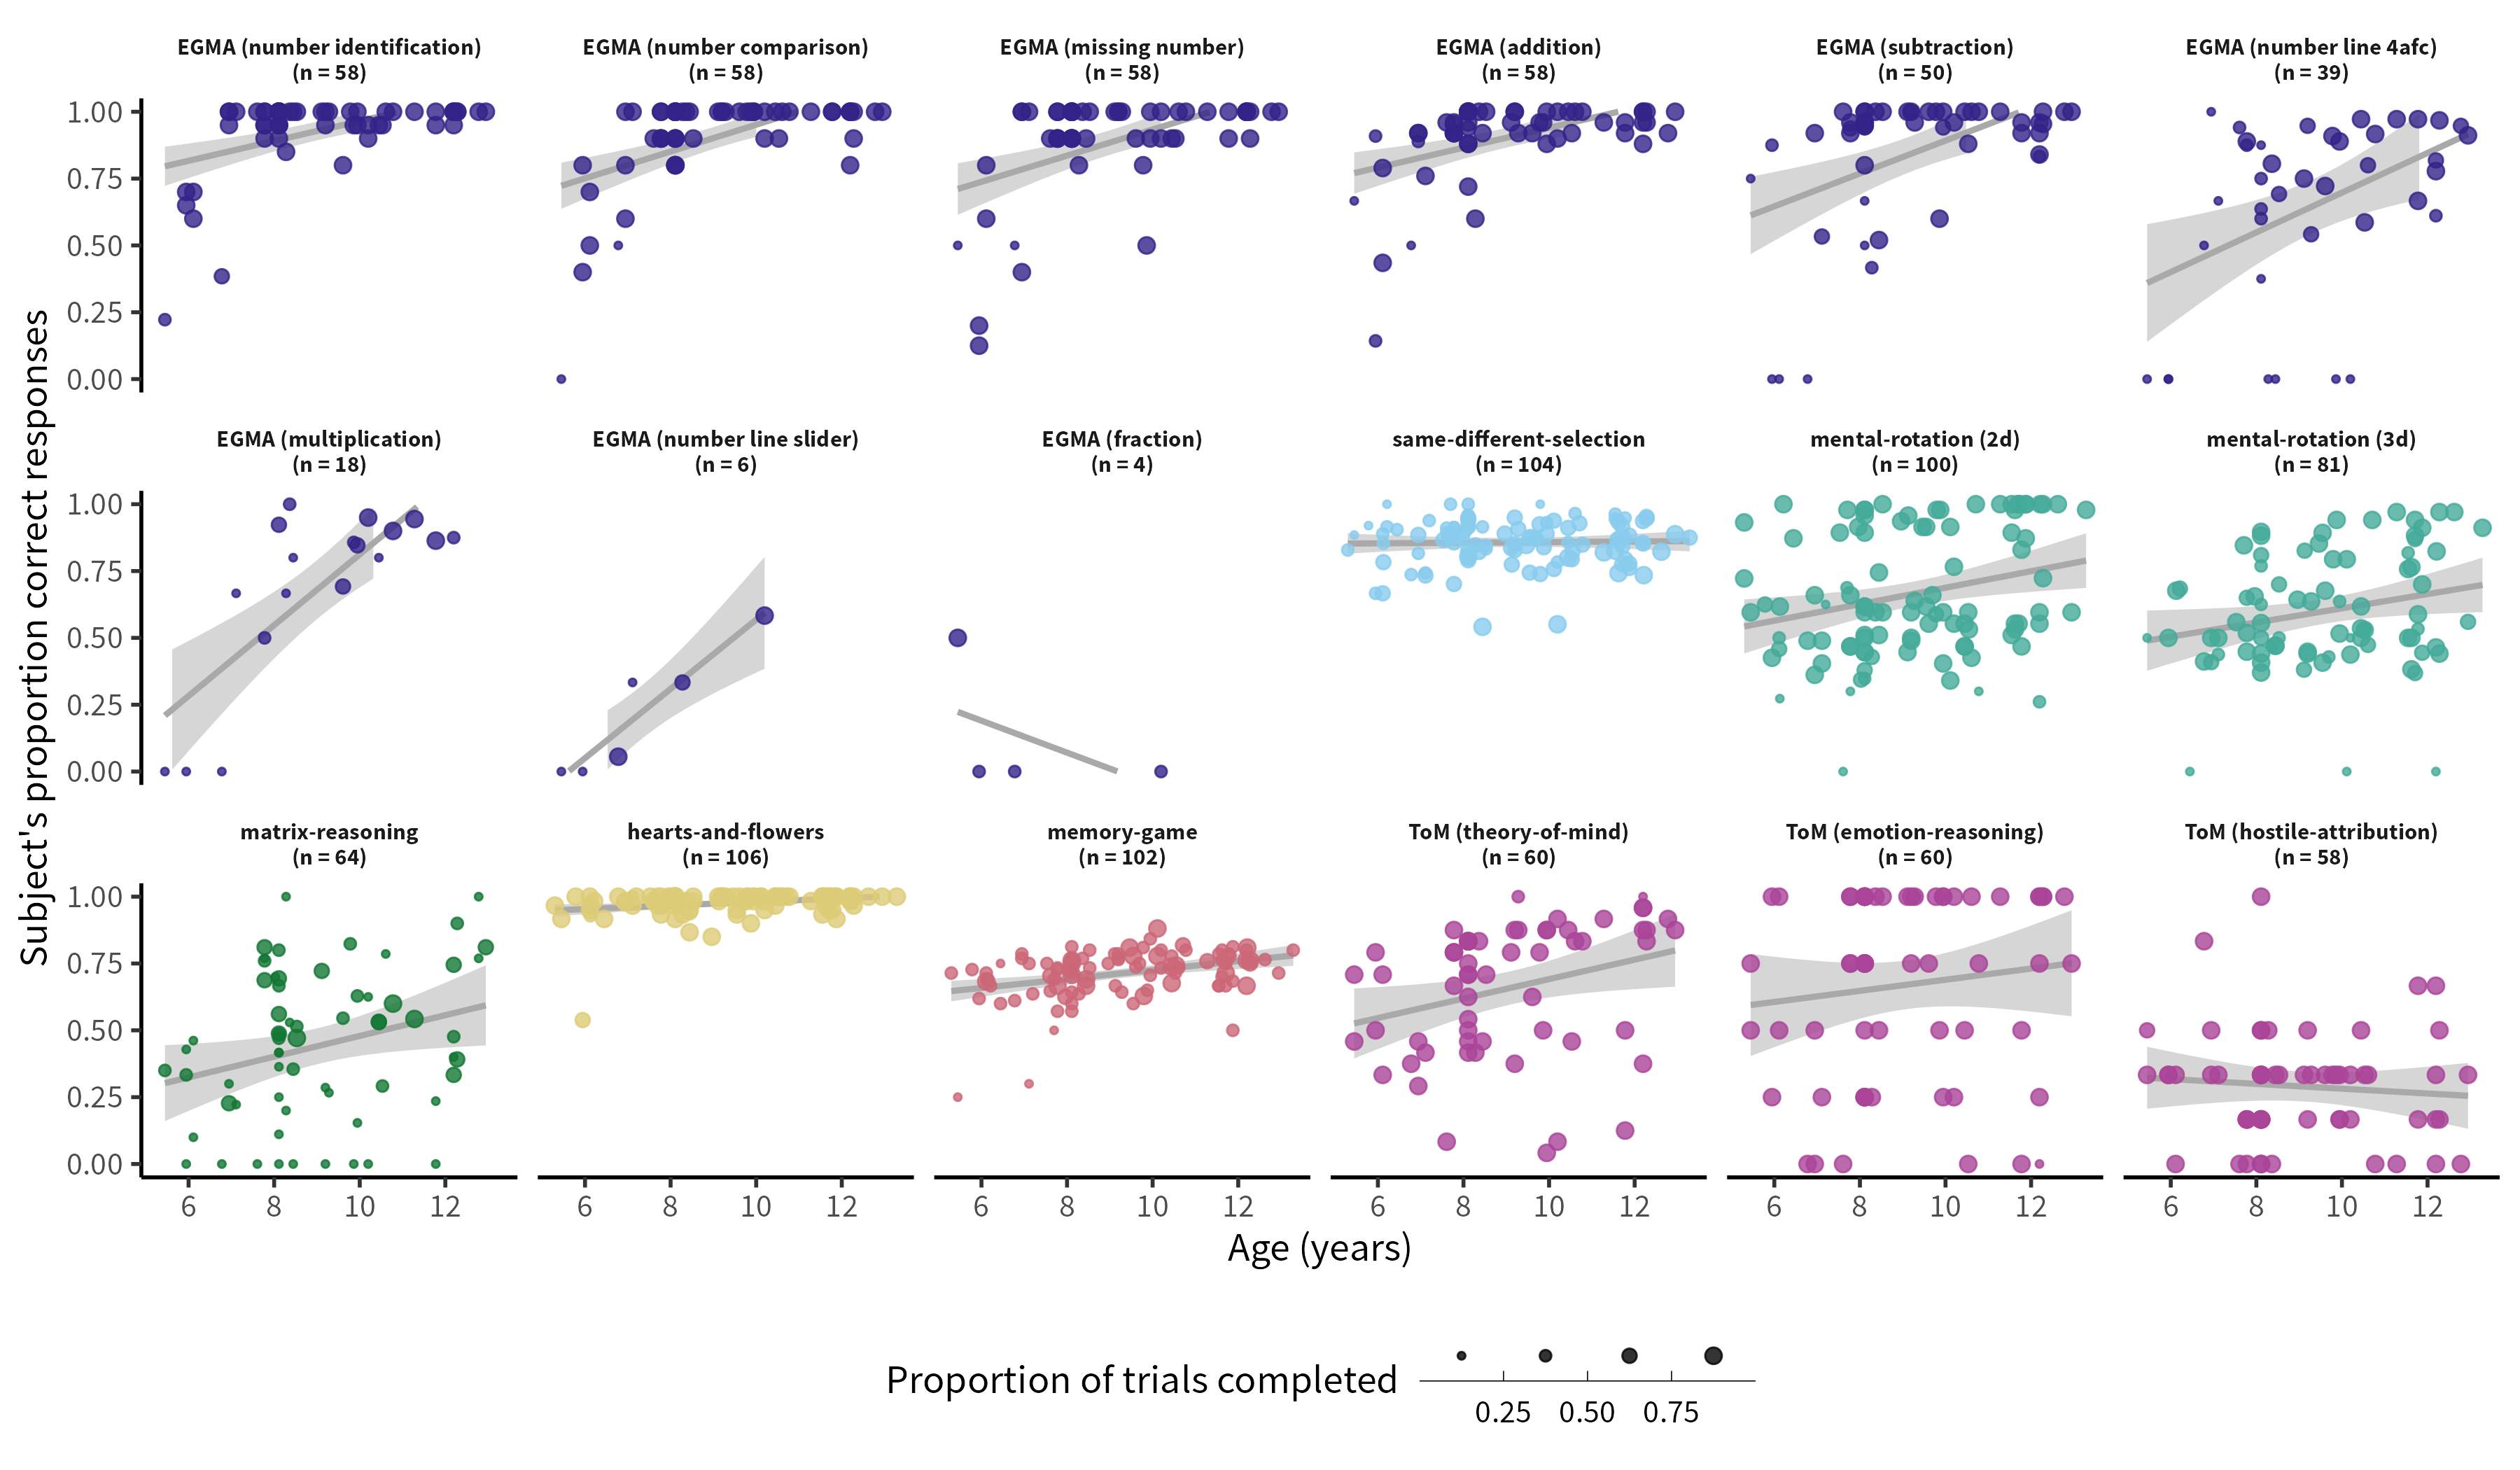 EGMA (number identification)
(n = 58)
EGMA (number comparison)
(n = 58)
EGMA (missing number)
(n = 58)
EGMA (addition)
(n = 58)
EGMA (subtraction)
(n = 50)
EGMA (number line 4afc)
(n = 39)
1.00
0.75
0.50
0.25
0.00
EGMA (multiplication)
(n = 18)
EGMA (number line slider)
(n = 6)
EGMA (fraction)
(n = 4)
same-different-selection
(n = 104)
mental-rotation (2d)
(n = 100)
mental-rotation (3d)
(n = 81)
1.00
0.75
0.50
0.25
0.00
matrix-reasoning
(n = 64)
hearts-and-flowers
(n = 106)
memory-game
(n = 102)
ToM (theory-of-mind)
(n = 60)
ToM (emotion-reasoning)
(n = 60)
ToM (hostile-attribution)
(n = 58)
1.00
0.75
0.50
0.25
0.00
Subject's proportion correct responses
6 8 10 12
6 8 10 12
6 8 10 12
6 8 10 12
6 8 10 12
6 8 10 12
Age (years)
Proportion of trials completed
0.25 0.50 0.75